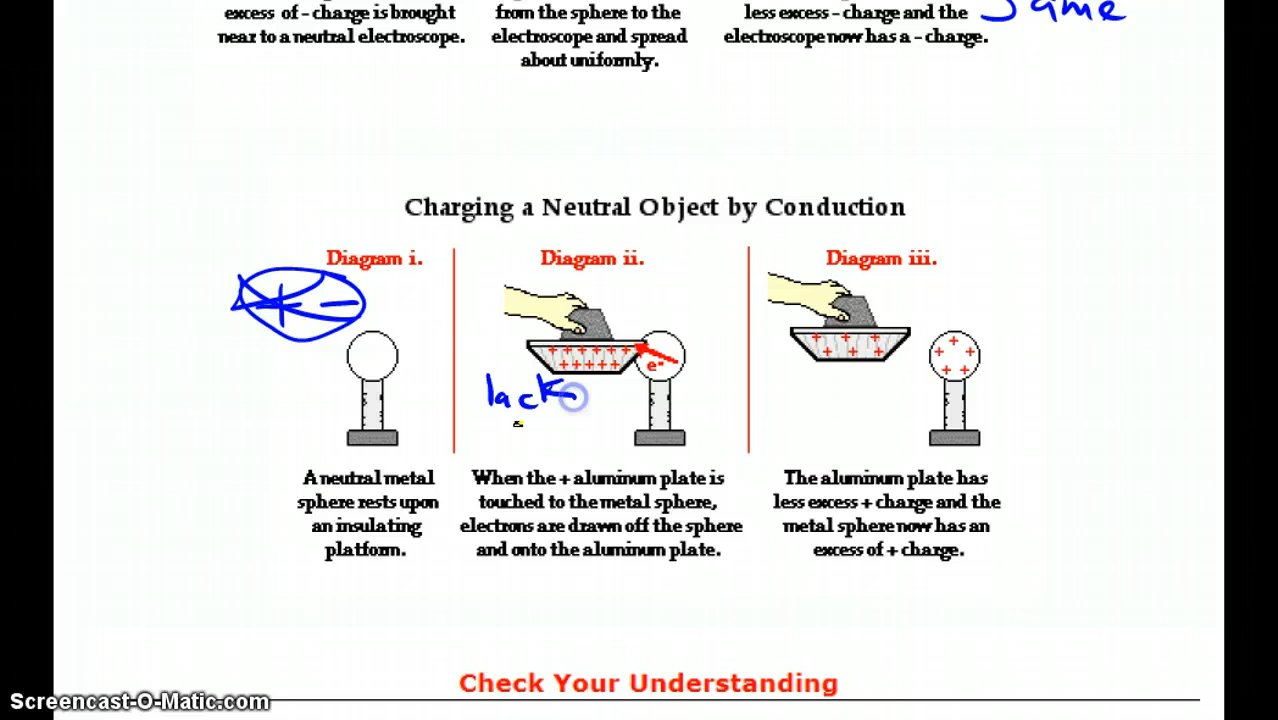 excess of - charge is brought
near to a neutral electroscope.
from the sphere to the
electroscope and spread
about uniformly.
less excess - charge and the
electroscope now has a - charge.
same
Charging a Neutral Object by Conduction
Diagram i.
Diagram ii.
Diagram iii.
+ -
+ + + + + +
+ + + + +
e-
lack
+ + +
+ +
+
+ +
+ +
A neutral metal
sphere rests upon
an insulating
platform.
When the + aluminum plate is
touched to the metal sphere,
electrons are drawn off the sphere
and onto the aluminum plate.
The aluminum plate has
less excess + charge and the
metal sphere now has an
excess of + charge.
Check Your Understanding
Screencast-O-Matic.com